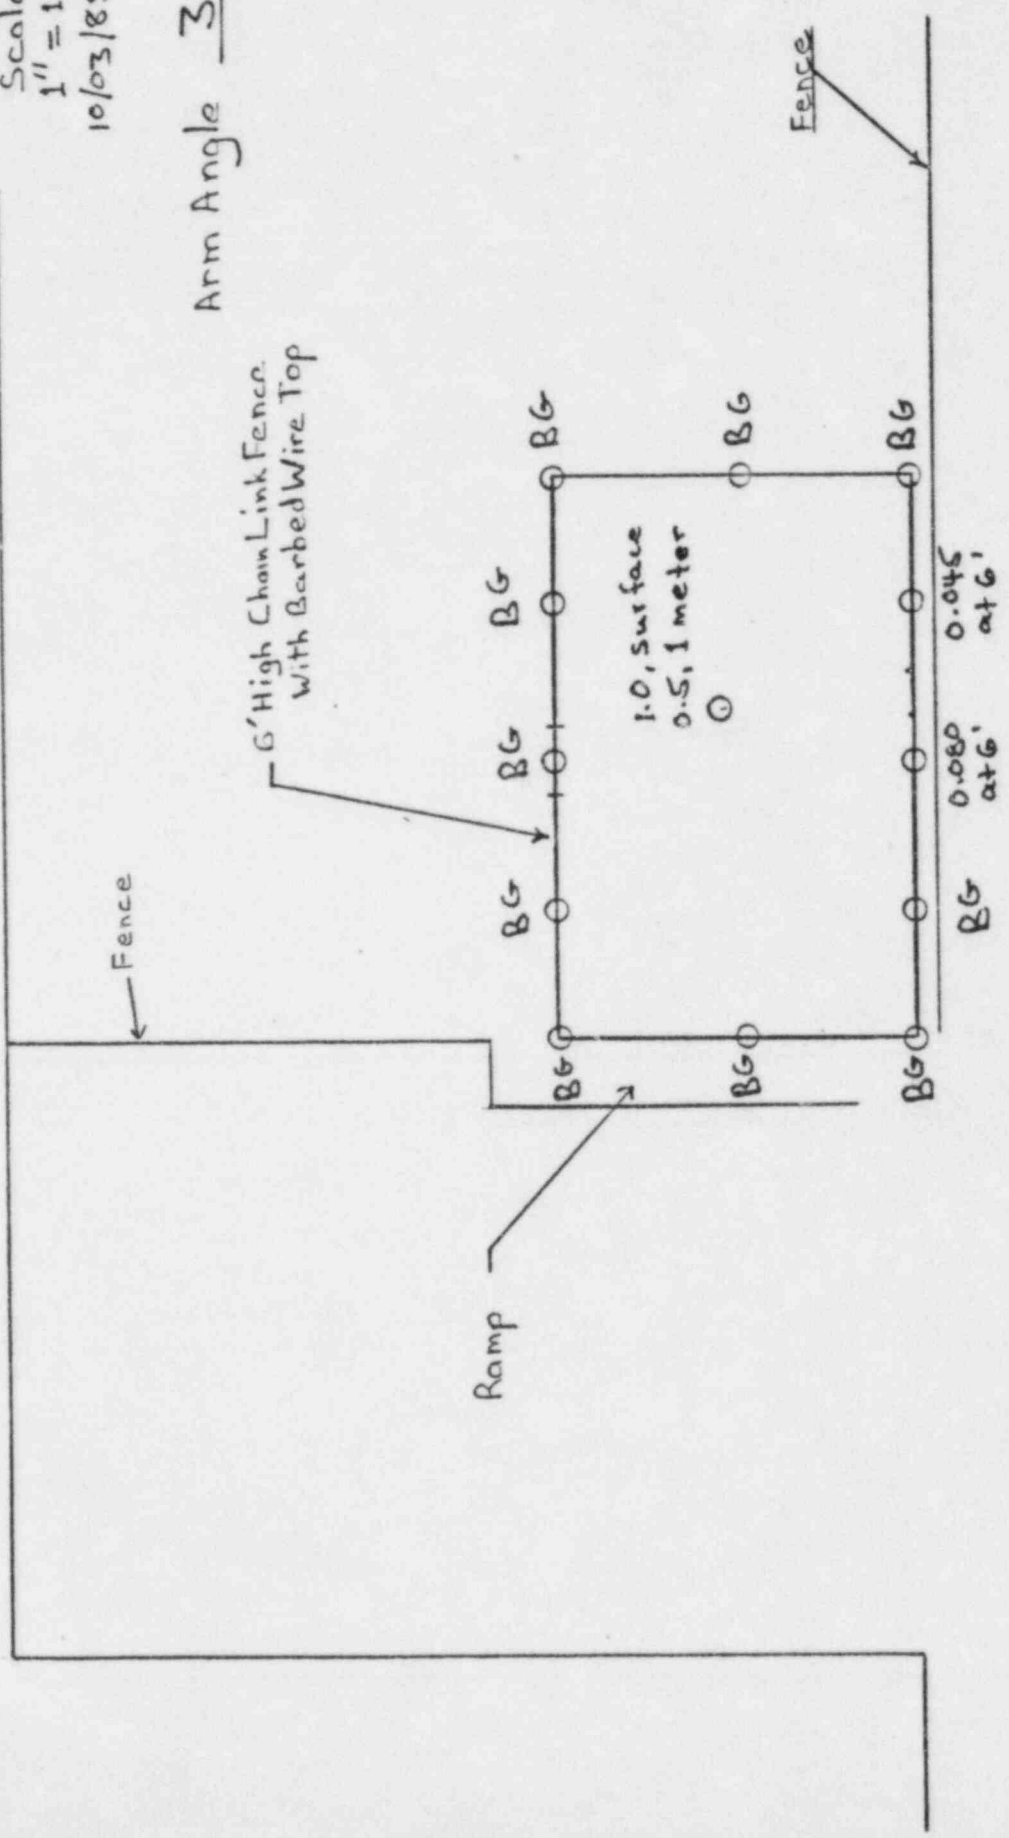 1" = 1
10/03/8
Arm Angle 3
Fence
6' High Chain Link Fence
With Barbed Wire Top
Fence
BG
BG
BG
BG
BG
1.0, surface
0.5, 1 meter
BG
BG
Ramp
BG
BG
BG
0.080
at 6'
0.045
at 6'